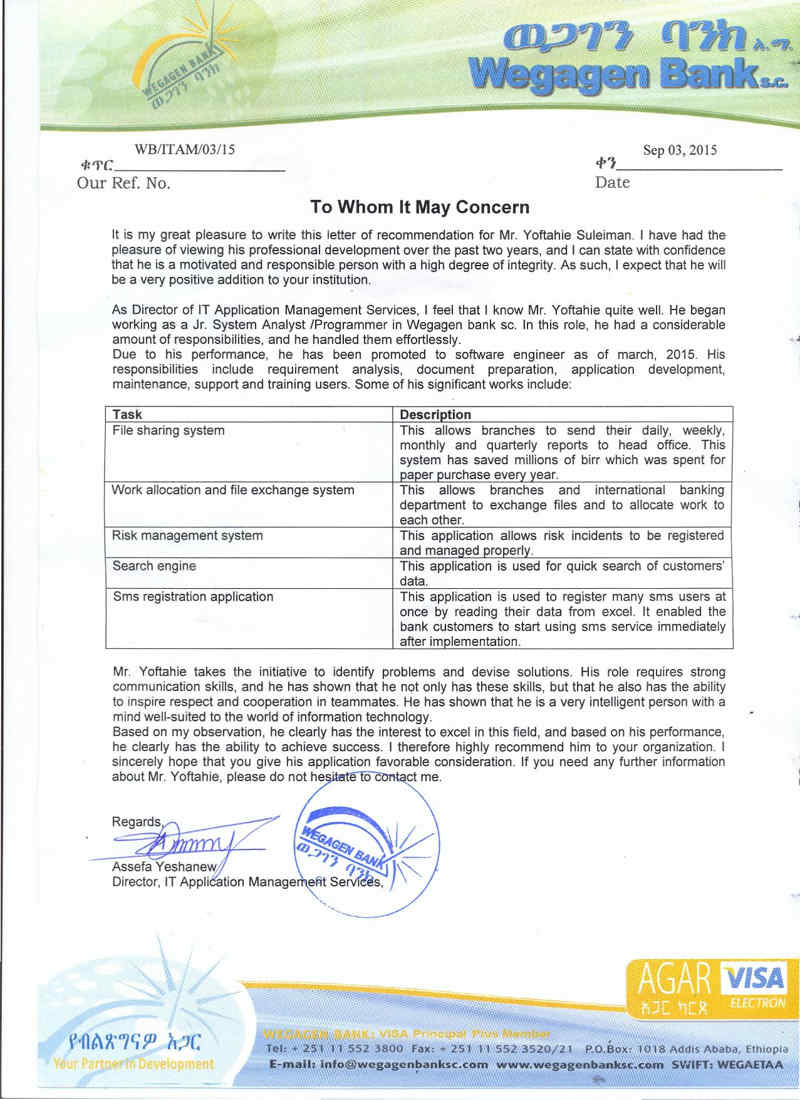 WEGAGEN BANK
ወጋገን ባንክ
ወጋገን ባንክ አ.ማ.
Wegagen Bank s.c.
WB/ITAM/03/15
ቁጥር
Our Ref. No.
Sep 03, 2015
ቀን
Date
To Whom It May Concern
It is my great pleasure to write this letter of recommendation for Mr. Yoftahie Suleiman. I have had the
pleasure of viewing his professional development over the past two years, and I can state with confidence
that he is a motivated and responsible person with a high degree of integrity. As such, I expect that he will
be a very positive addition to your institution.
As Director of IT Application Management Services, I feel that I know Mr. Yoftahie quite well. He began
working as a Jr. System Analyst /Programmer in Wegagen bank sc. In this role, he had a considerable
amount of responsibilities, and he handled them effortlessly.
Due to his performance, he has been promoted to software engineer as of march, 2015. His
responsibilities include requirement analysis, document preparation, application development,
maintenance, support and training users. Some of his significant works include:
Task
Description
File sharing system
This allows branches to send their daily, weekly,
monthly and quarterly reports to head office. This
system has saved millions of birr which was spent for
paper purchase every year.
Work allocation and file exchange system
This allows branches and international banking
department to exchange files and to allocate work to
each other.
Risk management system
This application allows risk incidents to be registered
and managed properly.
Search engine
This application is used for quick search of customers'
data.
Sms registration application
This application is used to register many sms users at
once by reading their data from excel. It enabled the
bank customers to start using sms service immediately
after implementation.
Mr. Yoftahie takes the initiative to identify problems and devise solutions. His role requires strong
communication skills, and he has shown that he not only has these skills, but that he also has the ability
to inspire respect and cooperation in teammates. He has shown that he is a very intelligent person with a
mind well-suited to the world of information technology.
Based on my observation, he clearly has the interest to excel in this field, and based on his performance,
he clearly has the ability to achieve success. I therefore highly recommend him to your organization. I
sincerely hope that you give his application favorable consideration. If you need any further information
about Mr. Yoftahie, please do not hesitate to contact me.
Regards,
Assefa Yeshanew
Director, IT Application Management Services,
WEGAGEN BANK
ወጋገን ባንክ
AGAR VISA
አጋር ካርድ ELECTRON
የብልጽግናዎ አጋር
Your Partner in Development
WEGAGEN BANK: VISA Principal Plus Member
Tel: + 251 11 552 3800 Fax: + 251 11 552 3520/21 P.O.Box: 1018 Addis Ababa, Ethiopia
E-mail: info@wegagenbanksc.com www.wegagenbanksc.com SWIFT: WEGAETAA